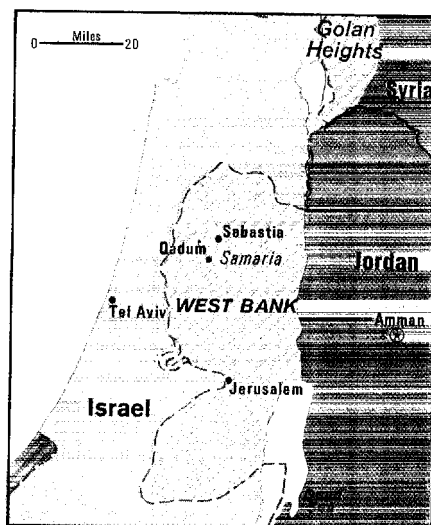 Golan
Heights
0 Miles 20
Syria
Sebastia
Qadum
Samaria
Jordan
WEST BANK
Tel Aviv
Amman
Jerusalem
Israel